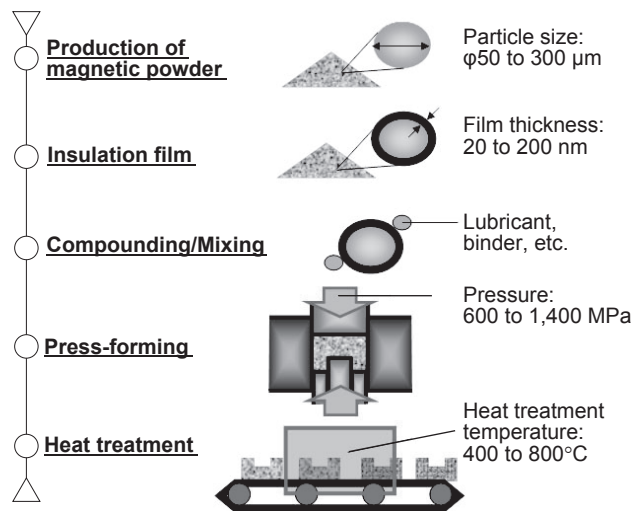 Production of
magnetic powder
Particle size:
φ50 to 300 µm
Insulation film
Film thickness:
20 to 200 nm
Compounding/Mixing
Lubricant,
binder, etc.
Press-forming
Pressure:
600 to 1,400 MPa
Heat treatment
Heat treatment
temperature:
400 to 800°C